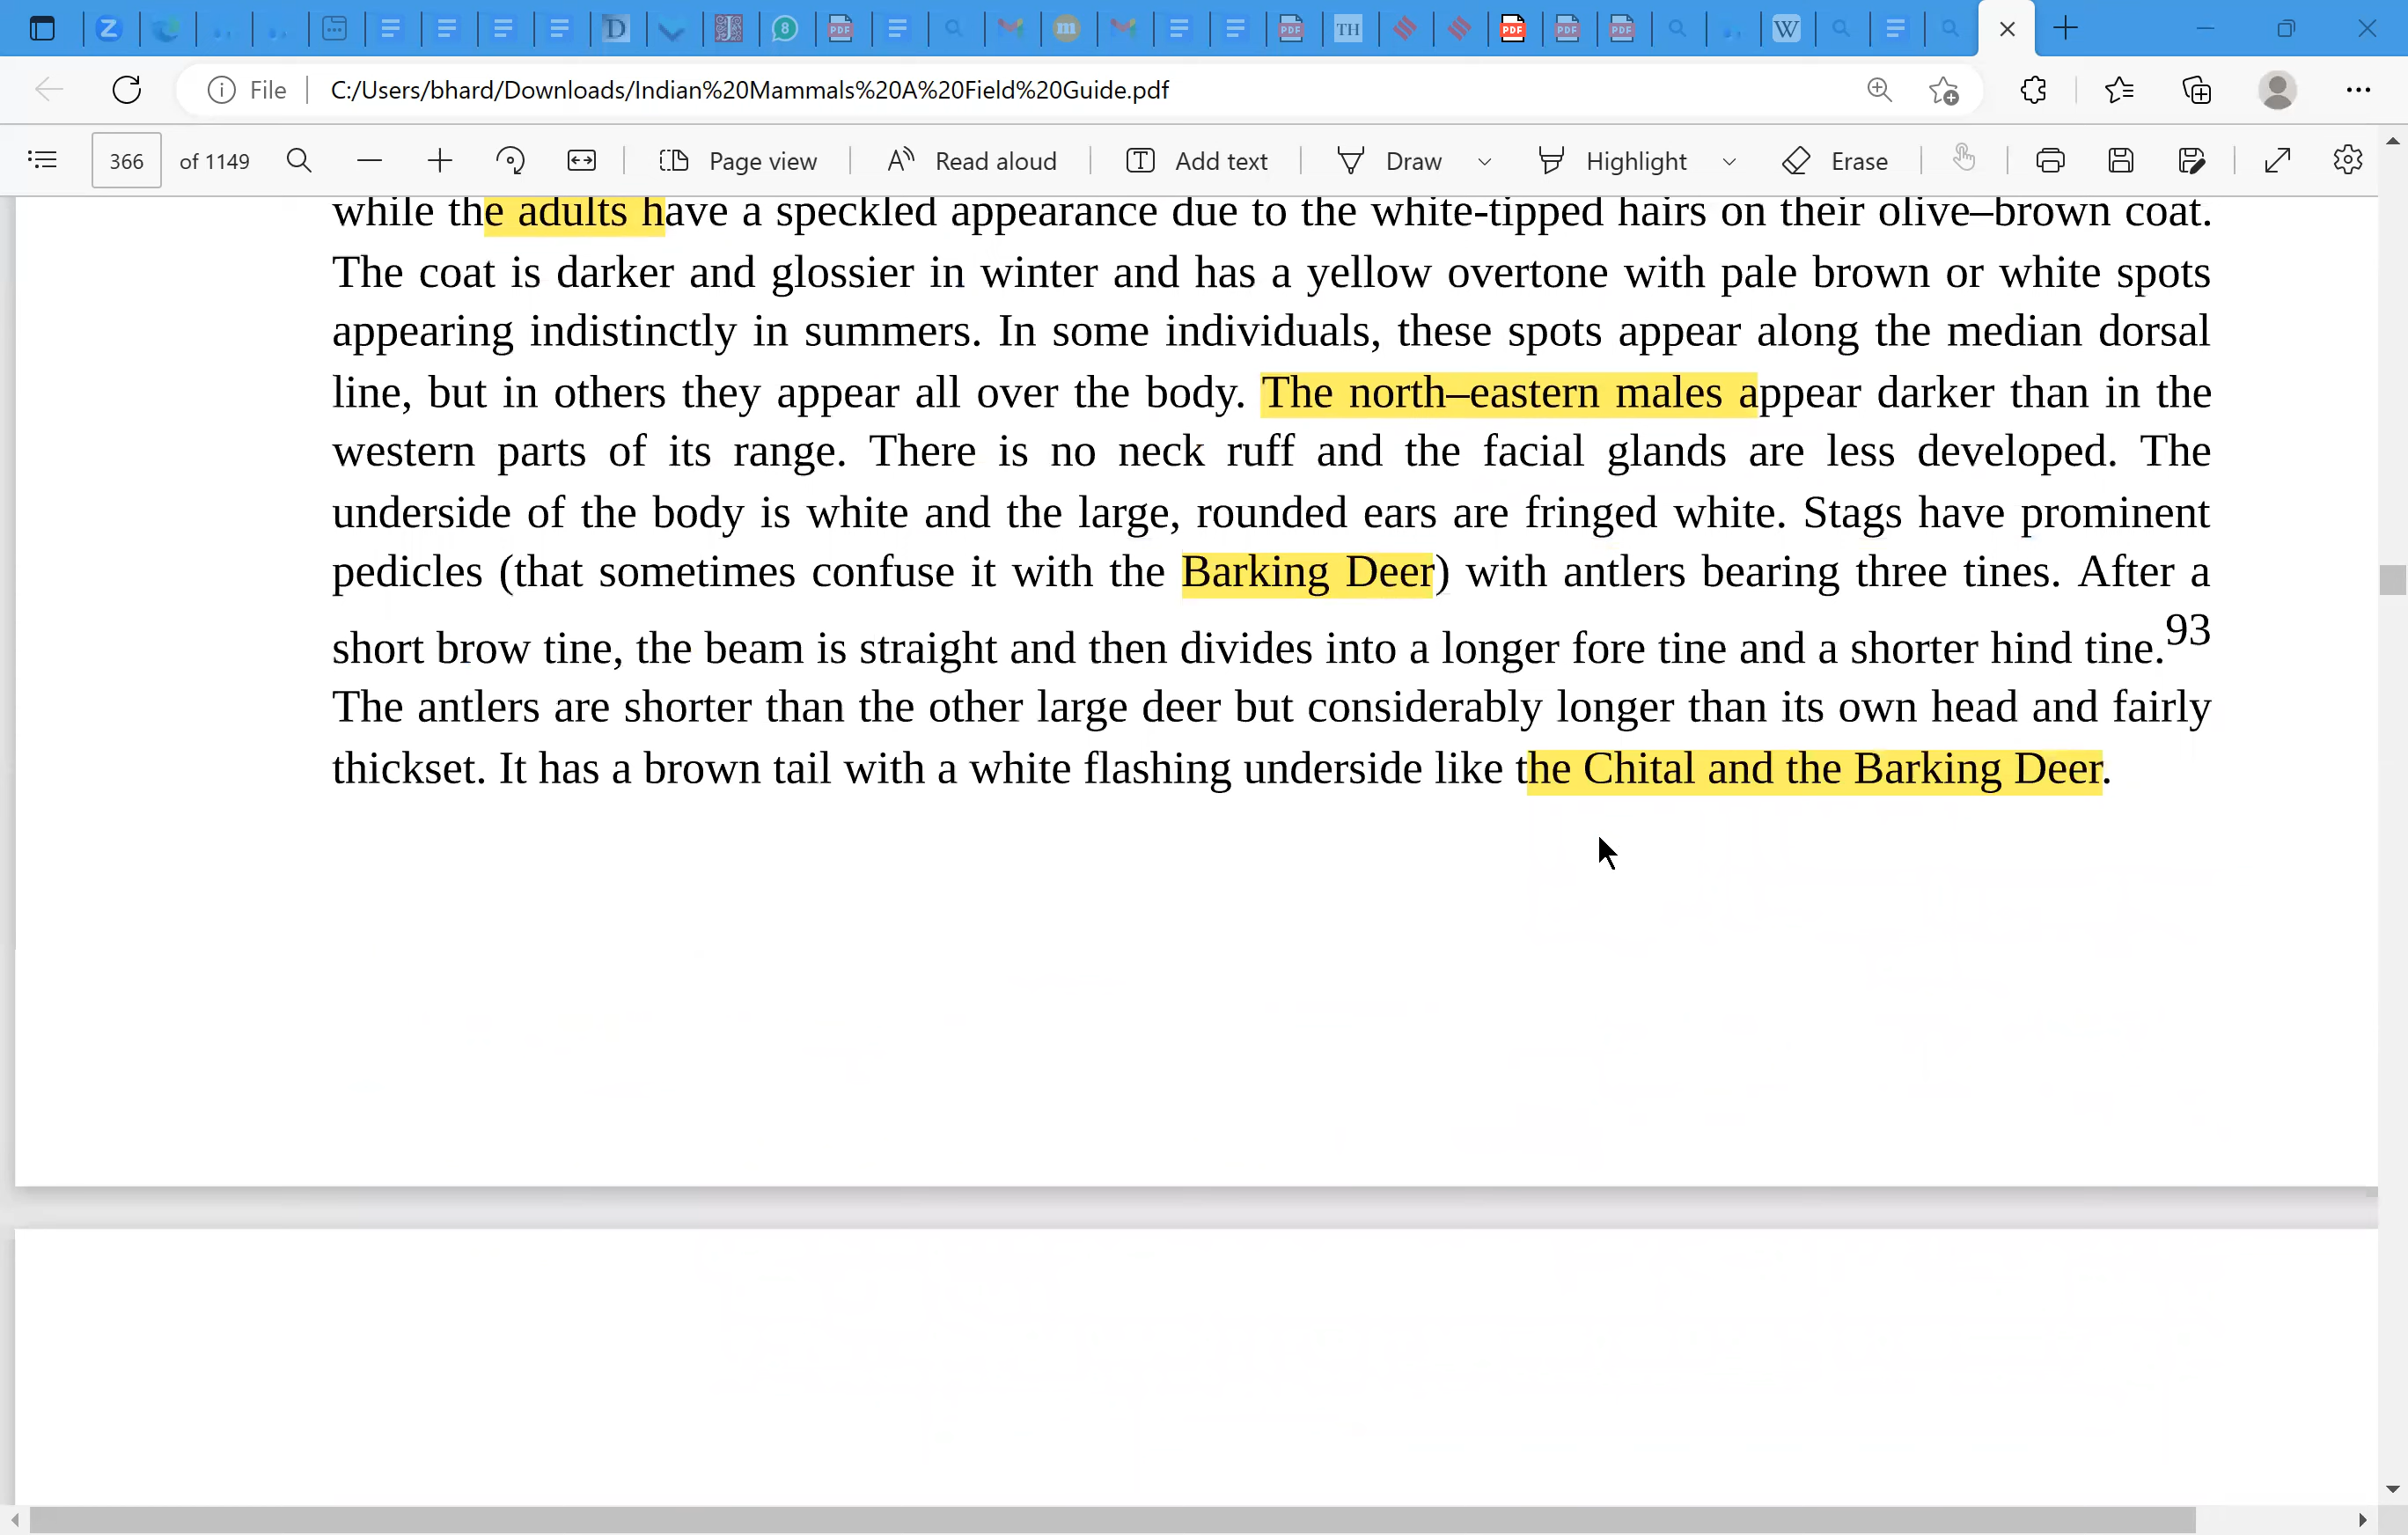 File C:/Users/bhard/Downloads/Indian%20Mammals%20A%20Field%20Guide.pdf
366 of 1149 Page view Read aloud Add text Draw Highlight Erase
while the adults have a speckled appearance due to the white-tipped hairs on their olive–brown coat.
The coat is darker and glossier in winter and has a yellow overtone with pale brown or white spots
appearing indistinctly in summers. In some individuals, these spots appear along the median dorsal
line, but in others they appear all over the body. The north–eastern males appear darker than in the
western parts of its range. There is no neck ruff and the facial glands are less developed. The
underside of the body is white and the large, rounded ears are fringed white. Stags have prominent
pedicles (that sometimes confuse it with the Barking Deer) with antlers bearing three tines. After a
short brow tine, the beam is straight and then divides into a longer fore tine and a shorter hind tine.93
The antlers are shorter than the other large deer but considerably longer than its own head and fairly
thickset. It has a brown tail with a white flashing underside like the Chital and the Barking Deer.